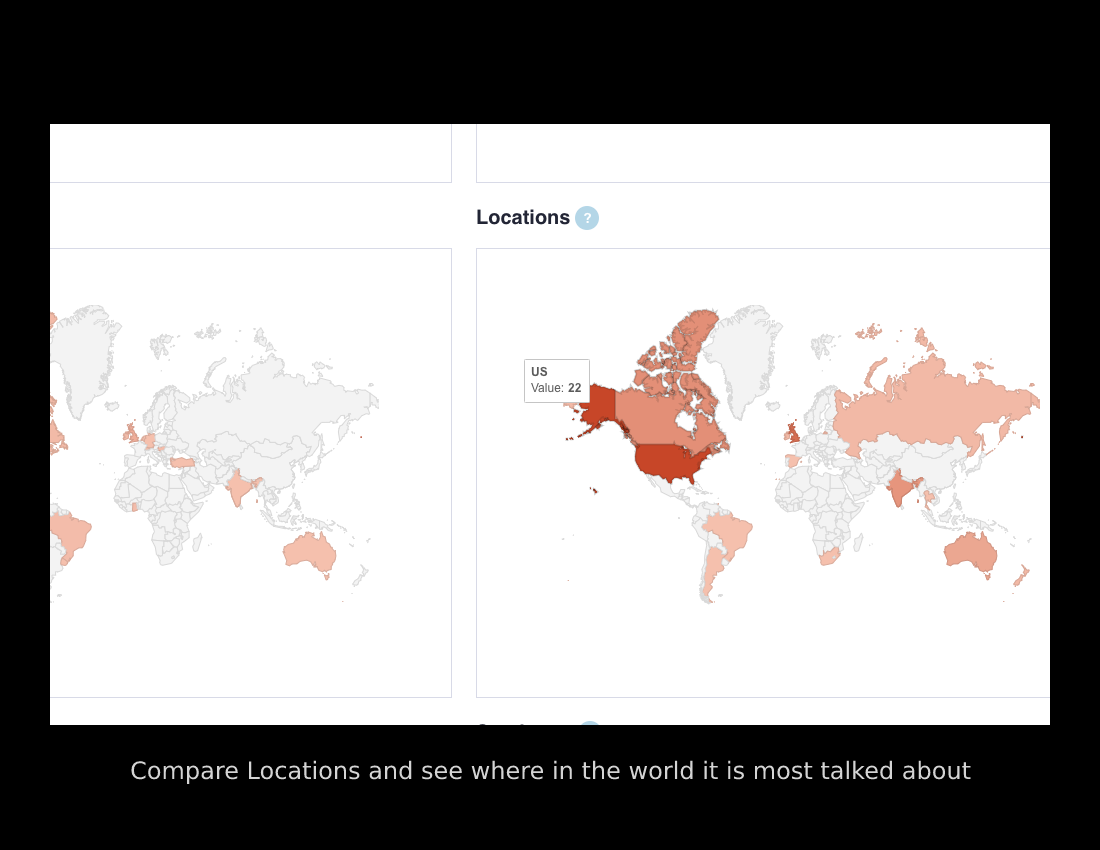 Locations ?
US
Value: 22
Compare Locations and see where in the world it is most talked about